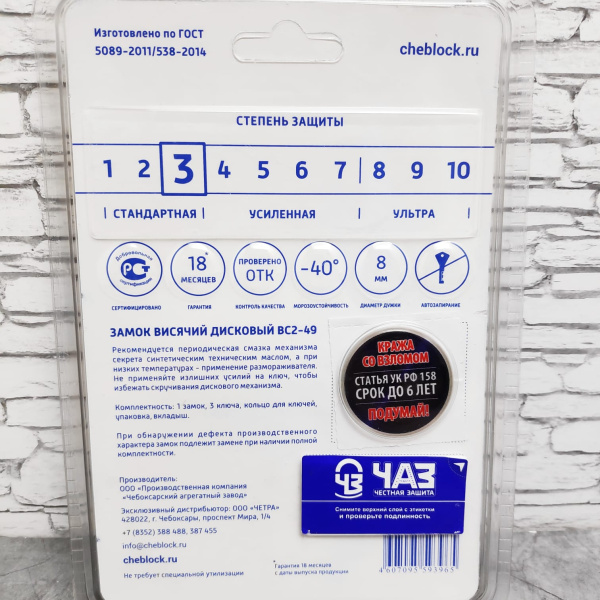 Изготовлено по ГОСТ
5089-2011/538-2014
cheblock.ru
СТЕПЕНЬ ЗАЩИТЫ
1 2 3 4 5 6 7 8 9 10
СТАНДАРТНАЯ УСИЛЕННАЯ УЛЬТРА
Добровольная
РСТ
сертификация
18*
МЕСЯЦЕВ
ПРОВЕРЕНО
ОТК
-40°
8
ММ
СЕРТИФИЦИРОВАНО
ГАРАНТИЯ
КОНТРОЛЬ КАЧЕСТВА
МОРОЗОУСТОЙЧИВОСТЬ
ДИАМЕТР ДУЖКИ
АВТОЗАПИРАНИЕ
ЗАМОК ВИСЯЧИЙ ДИСКОВЫЙ ВС2-49
Рекомендуется периодическая смазка механизма
секрета синтетическим техническим маслом, а при
низких температурах - применение размораживателя.
Не применяйте излишних усилий на ключ, чтобы
избежать скручивания дискового механизма.
Комплектность: 1 замок, 3 ключа, кольцо для ключей,
упаковка, вкладыш.
При обнаружении дефекта производственного
характера замок подлежит замене при наличии полной
комплектности.
КРАЖА
СО ВЗЛОМОМ
СТАТЬЯ УК РФ 158
СРОК ДО 6 ЛЕТ
ПОДУМАЙ!
Производитель:
ООО «Производственная компания
«Чебоксарский агрегатный завод»
Эксклюзивный дистрибьютор: ООО «ЧЕТРА»
428022, г. Чебоксары, проспект Мира, 1/4
+7 (8352) 388 488, 387 455
info@cheblock.ru
cheblock.ru
Не требует специальной утилизации
ЧАЗ
ЧЕСТНАЯ ЗАЩИТА
Снимите верхний слой с этикетки
и проверьте подлинность
*Гарантия 18 месяцев
с даты выпуска продукции
4607095593965